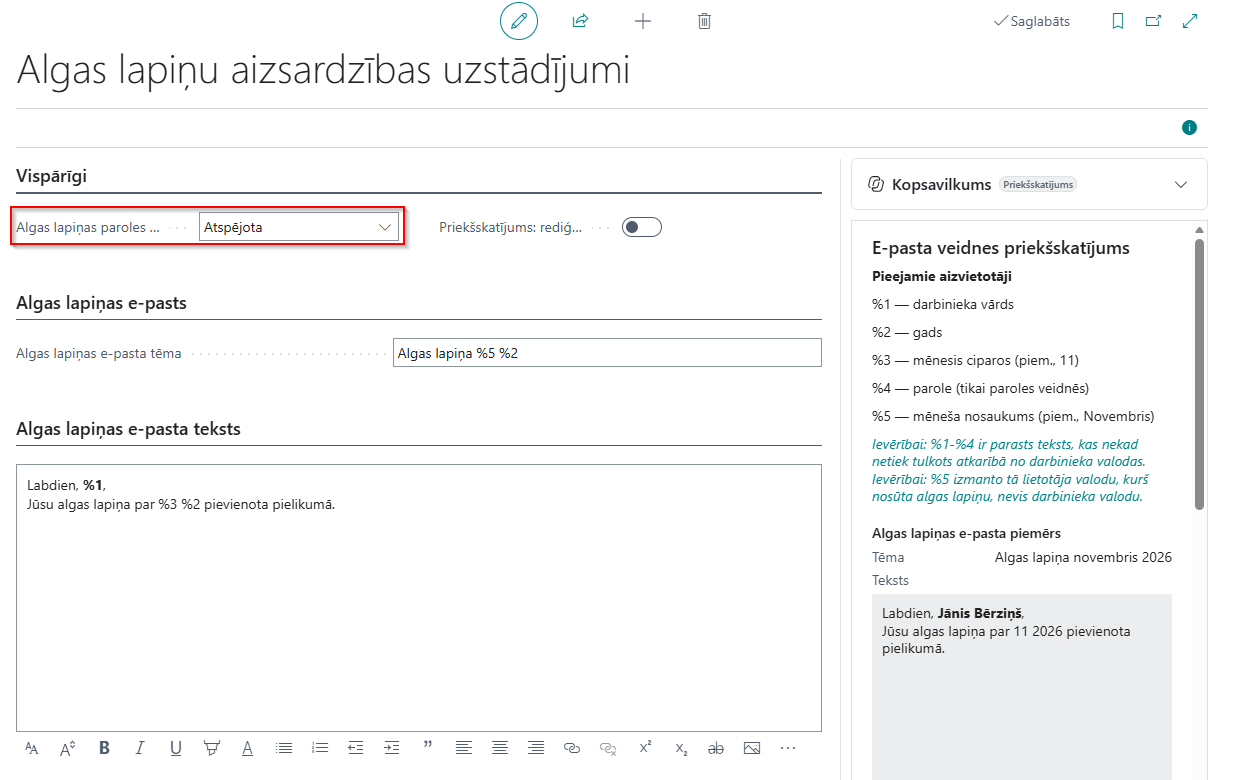 Saglabāts
Algas lapiņu aizsardzības uzstādījumi
Vispārīgi
Algas lapiņas paroles ...
Atspējota
Priekšskatījums: rediģ...
Algas lapiņas e-pasts
Algas lapiņas e-pasta tēma
Algas lapiņa %5 %2
Algas lapiņas e-pasta teksts
Labdien, %1,
Jūsu algas lapiņa par %3 %2 pievienota pielikumā.
Kopsavilkums
Priekšskatījums
E-pasta veidnes priekšskatījums
Pieejamie aizvietotāji
%1 — darbinieka vārds
%2 — gads
%3 — mēnesis ciparos (piem., 11)
%4 — parole (tikai paroles veidnēs)
%5 — mēneša nosaukums (piem., Novembris)
Ievērībai: %1-%4 ir parasts teksts, kas nekad
netiek tulkots atkarībā no darbinieka valodas.
Ievērībai: %5 izmanto tā lietotāja valodu, kurš
nosūta algas lapiņu, nevis darbinieka valodu.
Algas lapiņas e-pasta piemērs
Tēma
Algas lapiņa novembris 2026
Teksts
Labdien, Jānis Bērziņš,
Jūsu algas lapiņa par 11 2026 pievienota
pielikumā.